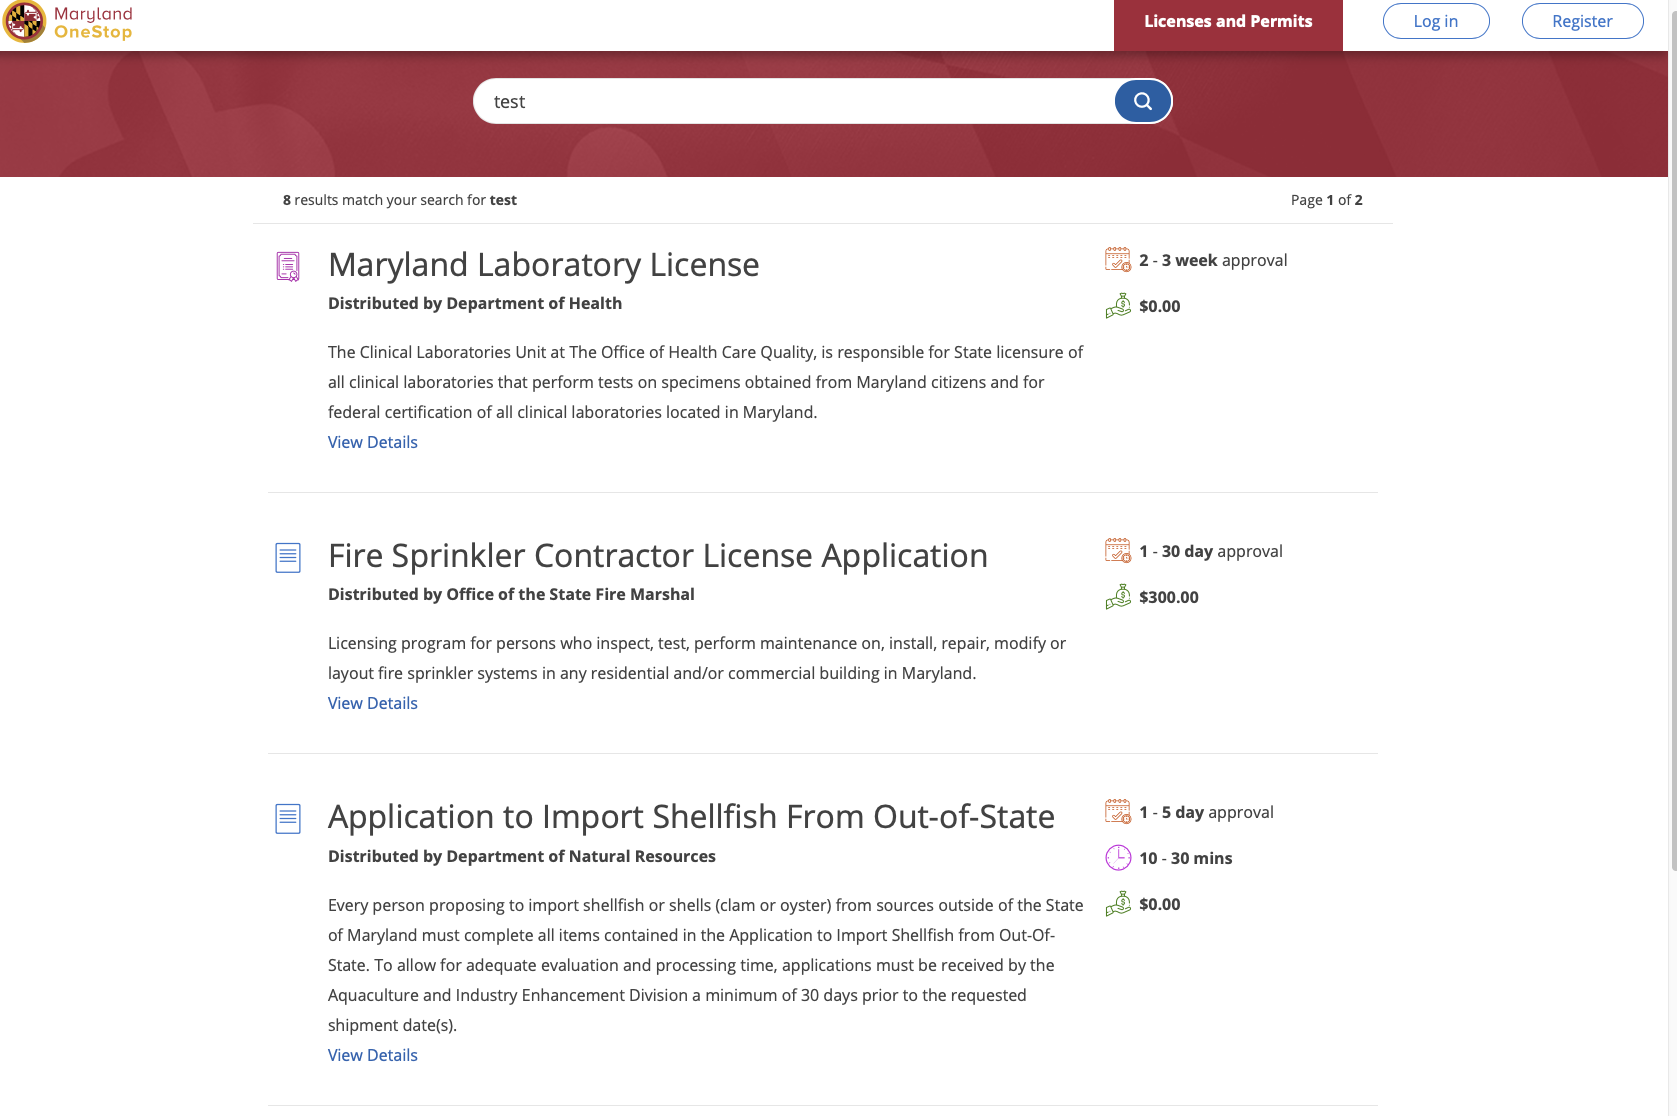 Maryland
OneStop
Licenses and Permits
Log in
Register
test
8 results match your search for test
Page 1 of 2
Maryland Laboratory License
Distributed by Department of Health
The Clinical Laboratories Unit at The Office of Health Care Quality, is responsible for State licensure of
all clinical laboratories that perform tests on specimens obtained from Maryland citizens and for
federal certification of all clinical laboratories located in Maryland.
View Details
2 - 3 week approval
$0.00
Fire Sprinkler Contractor License Application
Distributed by Office of the State Fire Marshal
Licensing program for persons who inspect, test, perform maintenance on, install, repair, modify or
layout fire sprinkler systems in any residential and/or commercial building in Maryland.
View Details
1 - 30 day approval
$300.00
Application to Import Shellfish From Out-of-State
Distributed by Department of Natural Resources
Every person proposing to import shellfish or shells (clam or oyster) from sources outside of the State
of Maryland must complete all items contained in the Application to Import Shellfish from Out-Of-
State. To allow for adequate evaluation and processing time, applications must be received by the
Aquaculture and Industry Enhancement Division a minimum of 30 days prior to the requested
shipment date(s).
View Details
1 - 5 day approval
10 - 30 mins
$0.00